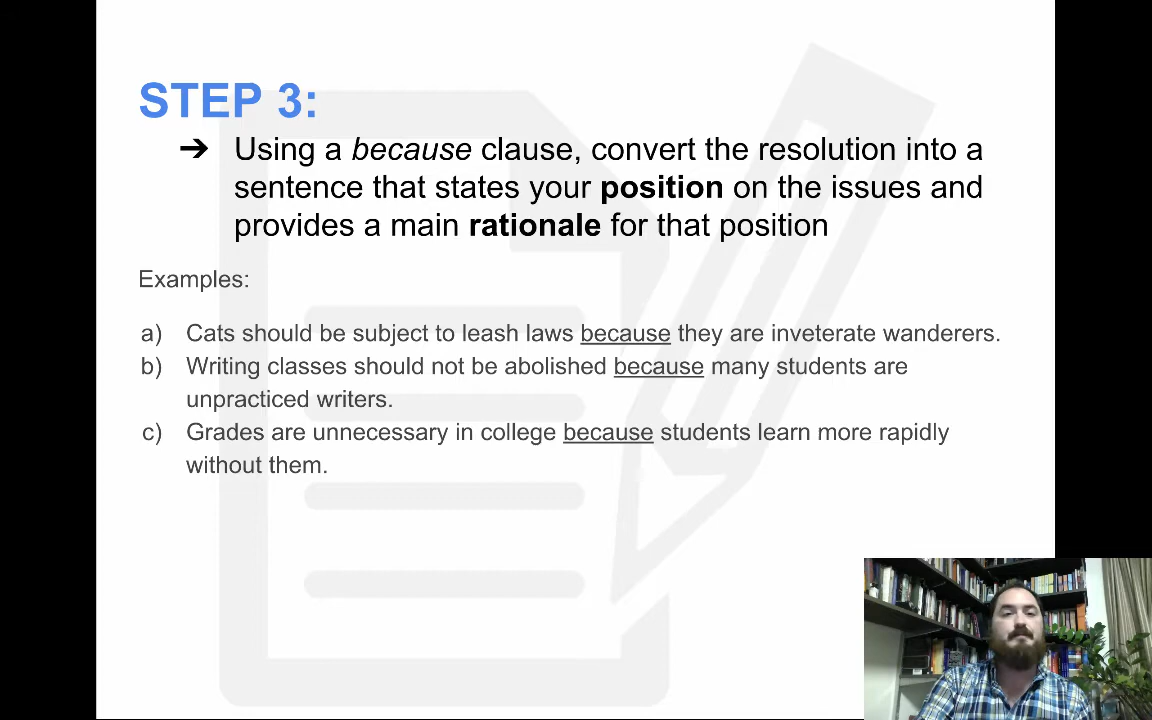 STEP 3:
➔ Using a because clause, convert the resolution into a
sentence that states your position on the issues and
provides a main rationale for that position
Examples:
a) Cats should be subject to leash laws because they are inveterate wanderers.
b) Writing classes should not be abolished because many students are
unpracticed writers.
c) Grades are unnecessary in college because students learn more rapidly
without them.